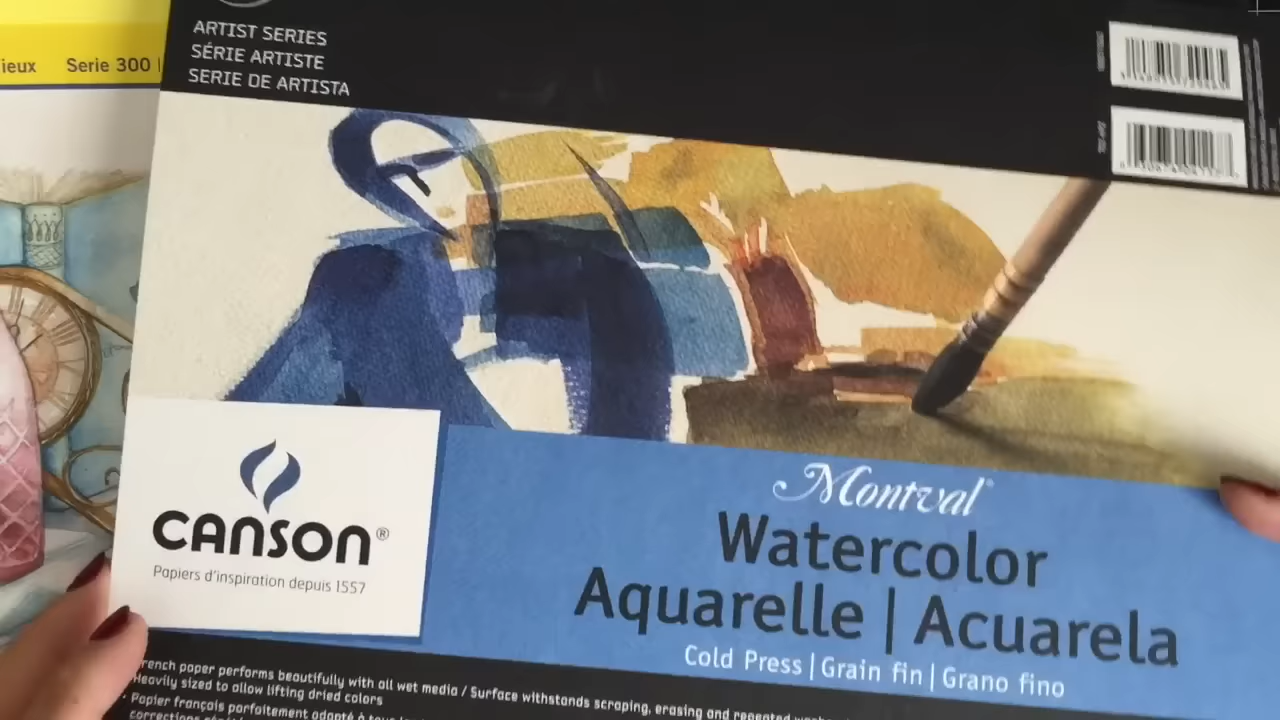 ARTIST SERIES
SÉRIE ARTISTE
SERIE DE ARTISTA
Serie 300
Montval®
Watercolor
Aquarelle | Acuarela
Cold Press | Grain fin | Grano fino
CANSON®
Papiers d'inspiration depuis 1557
French paper performs beautifully with all wet media / Surface withstands scraping, erasing and repeated
Heavily sized to allow lifting dried colors
Papier français parfaitement adapté à